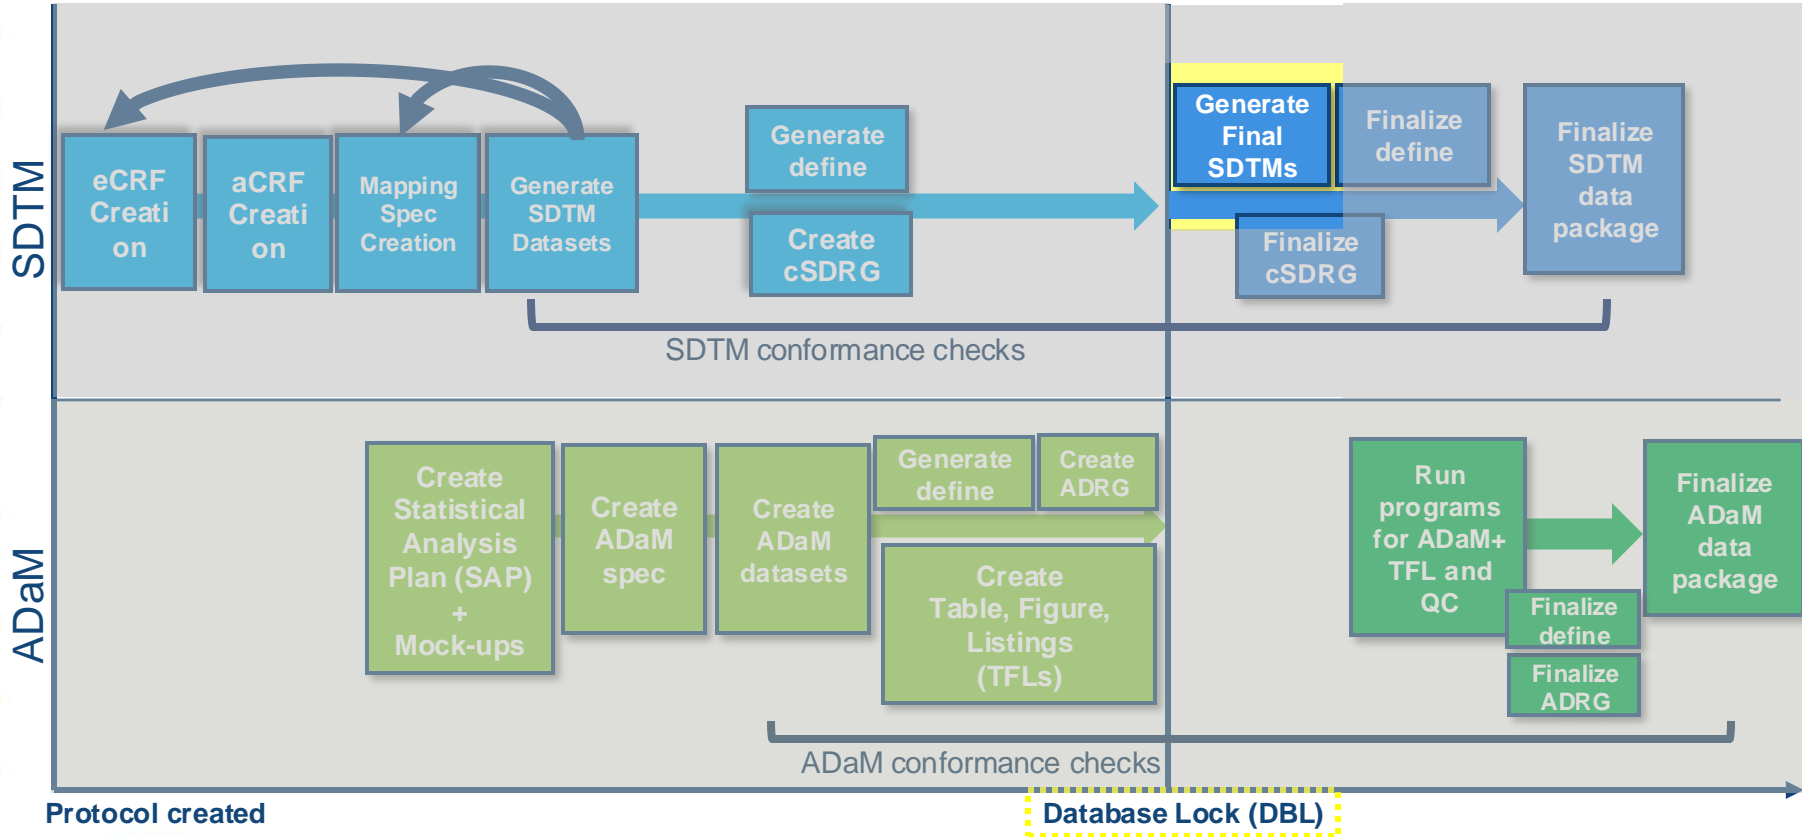 SDTM
eCRF
Creati
on
aCRF
Creati
on
Mapping
Spec
Creation
Generate
SDTM
Datasets
Generate
define
Create
cSDRG
Generate
Final
SDTMs
Finalize
define
Finalize
cSDRG
Finalize
SDTM
data
package
SDTM conformance checks
ADaM
Create
Statistical
Analysis
Plan (SAP)
+
Mock-ups
Create
ADaM
spec
Create
ADaM
datasets
Generate
define
Create
ADRG
Create
Table, Figure,
Listings
(TFLs)
Run
programs
for ADaM+
TFL and
QC
Finalize
define
Finalize
ADRG
Finalize
ADaM
data
package
ADaM conformance checks
Protocol created
Database Lock (DBL)